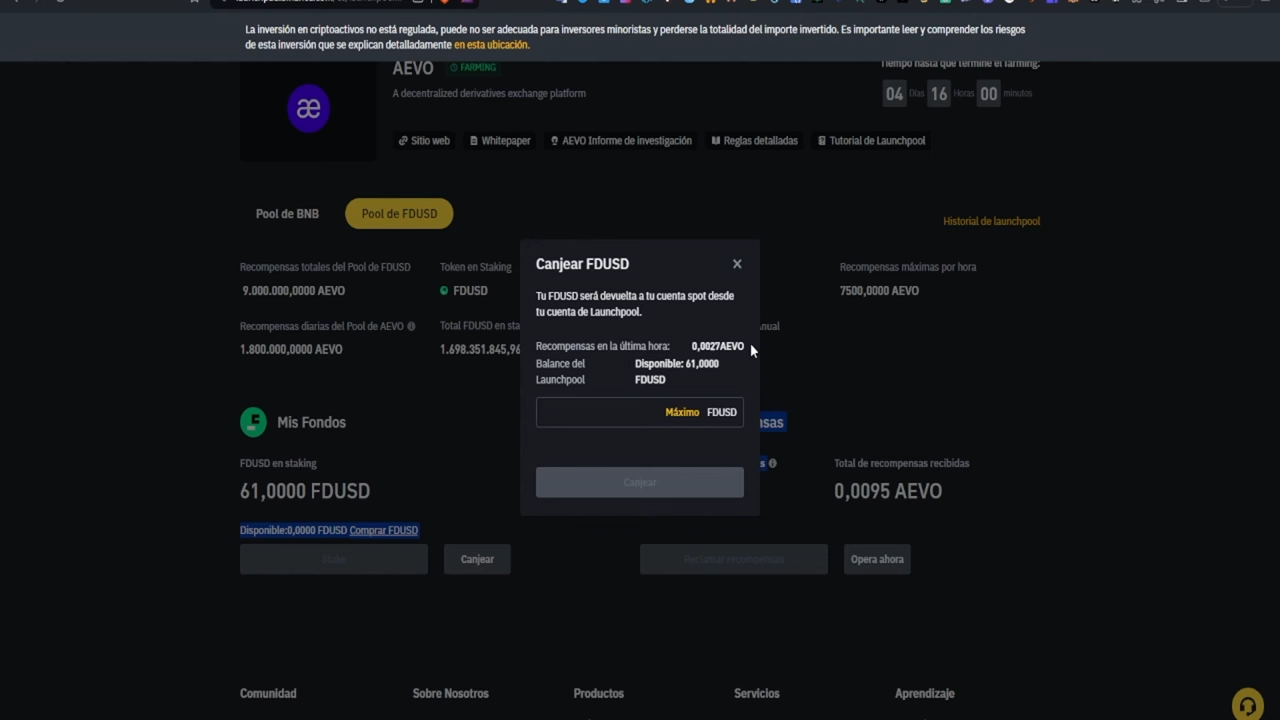 La inversión en criptoactivos no está regulada, puede no ser adecuada para inversores minoristas y perderse la totalidad del importe invertido. Es importante leer y comprender los riesgos
de esta inversión que se explican detalladamente en esta ubicación.
AEVO FARMING
Tiempo hasta que termine el farming:
æ
A decentralized derivatives exchange platform
04 Días 16 Horas 00 minutos
Sitio web Whitepaper AEVO Informe de investigación Reglas detalladas Tutorial de Launchpool
Pool de BNB Pool de FDUSD
Historial de launchpool
Recompensas totales del Pool de FDUSD Token en Staking Recompensas máximas por hora
9.000.000,0000 AEVO FDUSD 7500,0000 AEVO
Recompensas diarias del Pool de AEVO Total FDUSD en sta
1.800.000,0000 AEVO 1.698.351.845,96
Canjear FDUSD
Tu FDUSD será devuelta a tu cuenta spot desde
tu cuenta de Launchpool.
Recompensas en la última hora: 0,0027AEVO
Balance del Disponible: 61,0000
Launchpool FDUSD
Máximo FDUSD
Canjear
Mis Fondos
FDUSD en staking Total de recompensas recibidas
61,0000 FDUSD 0,0095 AEVO
Disponible:0,0000 FDUSD Comprar FDUSD
Stake Canjear Reclamar recompensas Opera ahora
Comunidad Sobre Nosotros Productos Servicios Aprendizaje